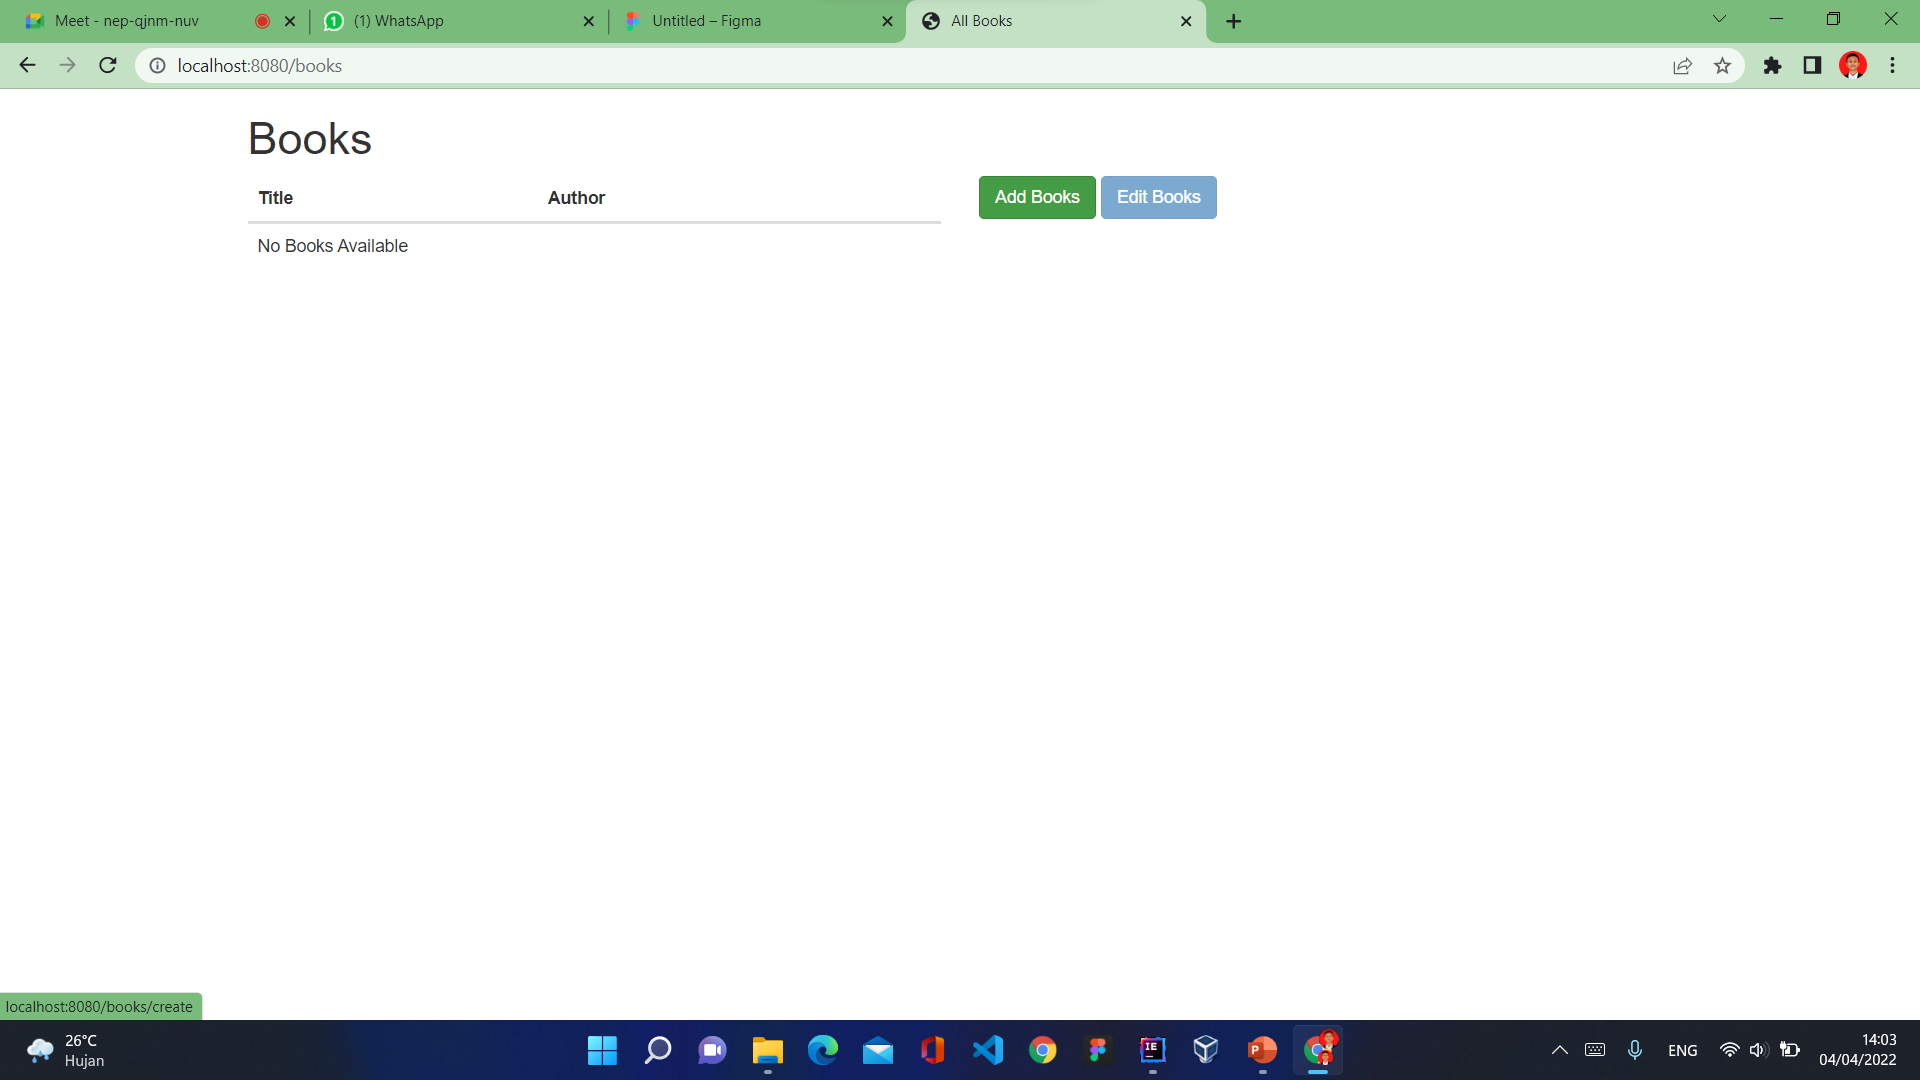 Meet - nep-qjnm-nuv
(1) WhatsApp
Untitled – Figma
All Books
localhost:8080/books
Books
Title Author
Add Books Edit Books
No Books Available
localhost:8080/books/create
26°C
Hujan
ENG
14:03
04/04/2022